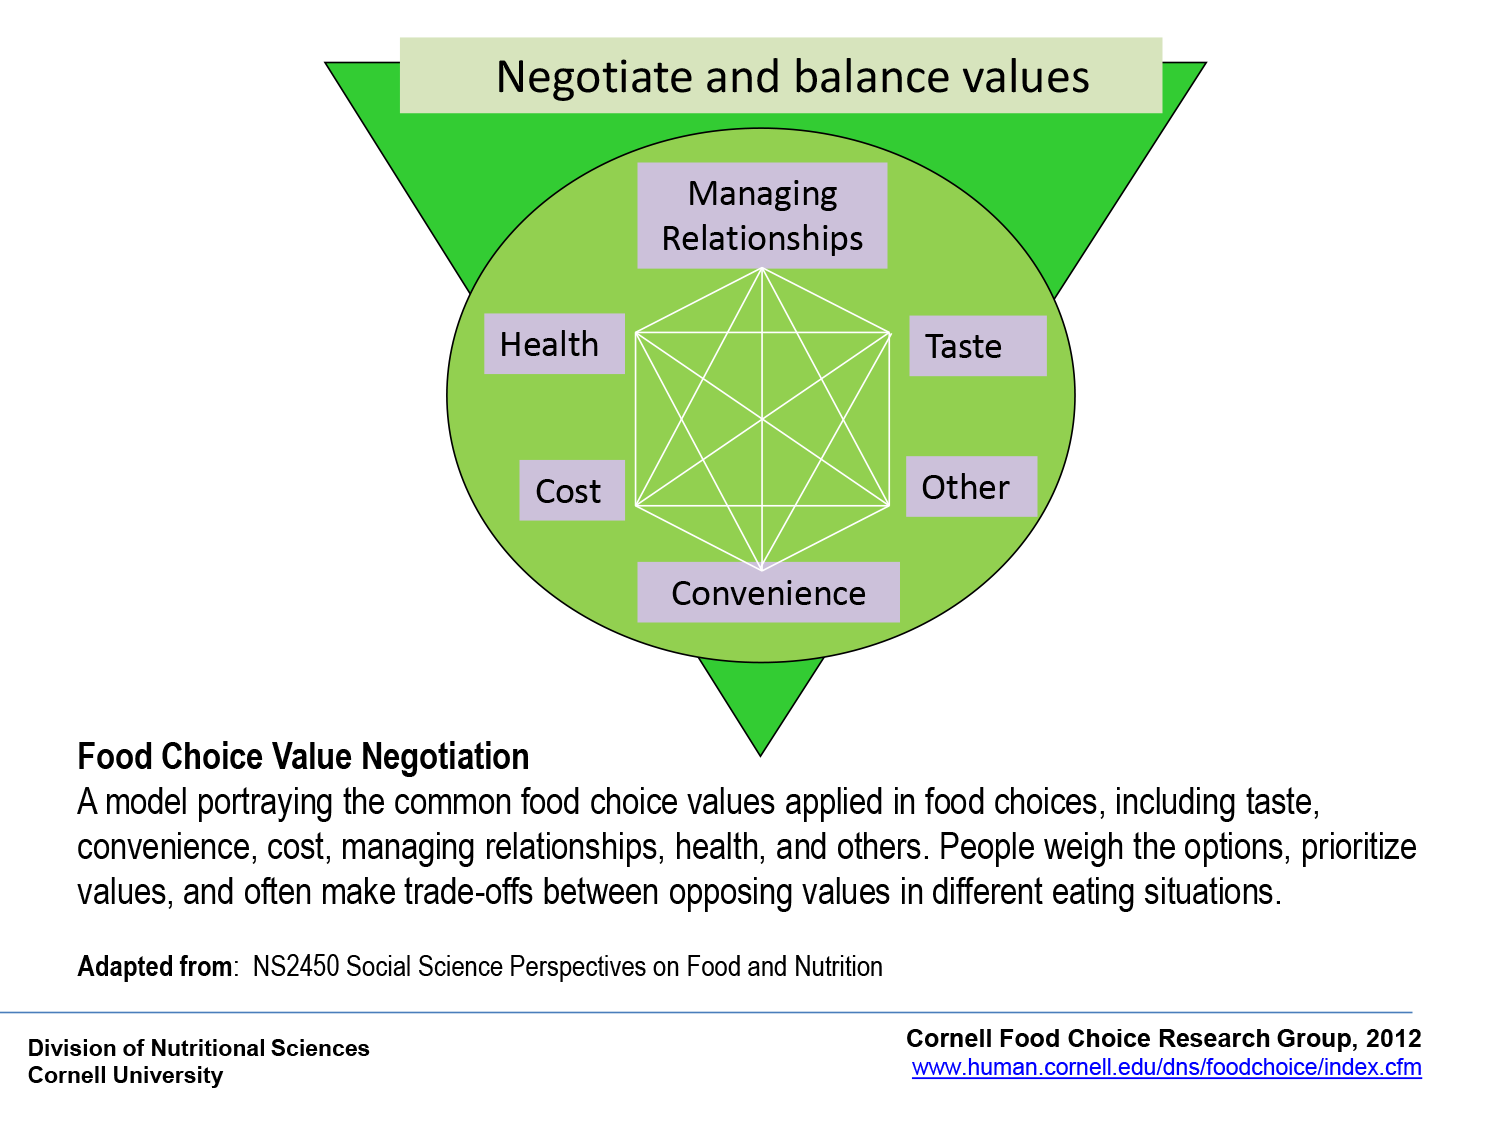 Negotiate and balance values
Managing
Relationships
Health
Taste
Cost
Other
Convenience
Food Choice Value Negotiation
A model portraying the common food choice values applied in food choices, including taste,
convenience, cost, managing relationships, health, and others. People weigh the options, prioritize
values, and often make trade-offs between opposing values in different eating situations.
Adapted from:  NS2450 Social Science Perspectives on Food and Nutrition
Division of Nutritional Sciences
Cornell University
Cornell Food Choice Research Group, 2012
www.human.cornell.edu/dns/foodchoice/index.cfm